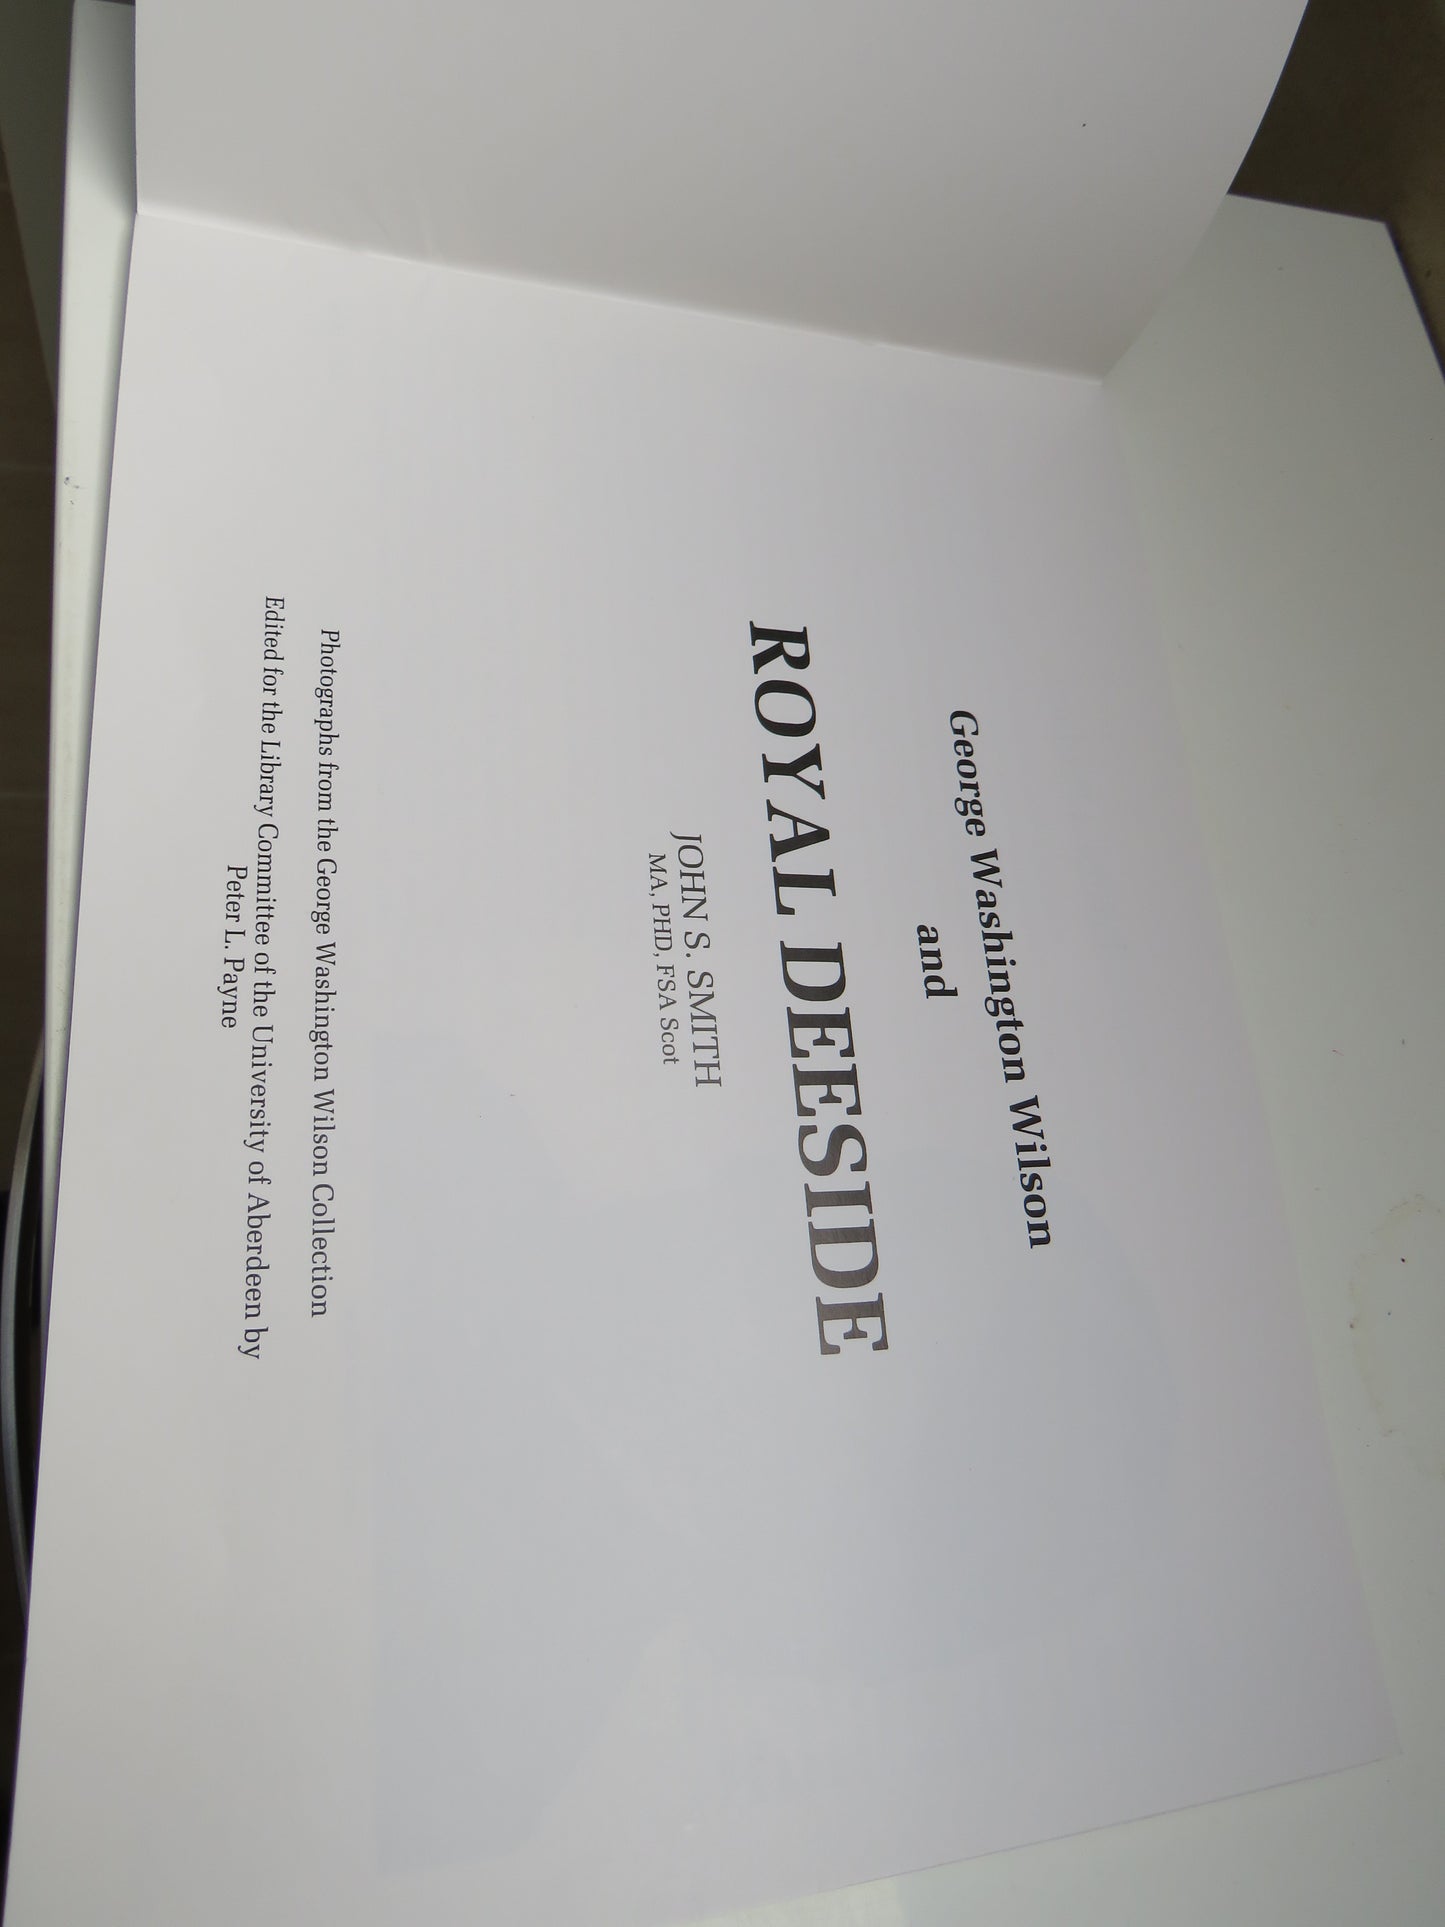 George Washington Wilson
and
ROYAL DEESIDE
JOHN S. SMITH
MA, PHD, FSA Scot
Photographs from the George Washington Wilson Collection
Edited for the Library Committee of the University of Aberdeen by
Peter L. Payne